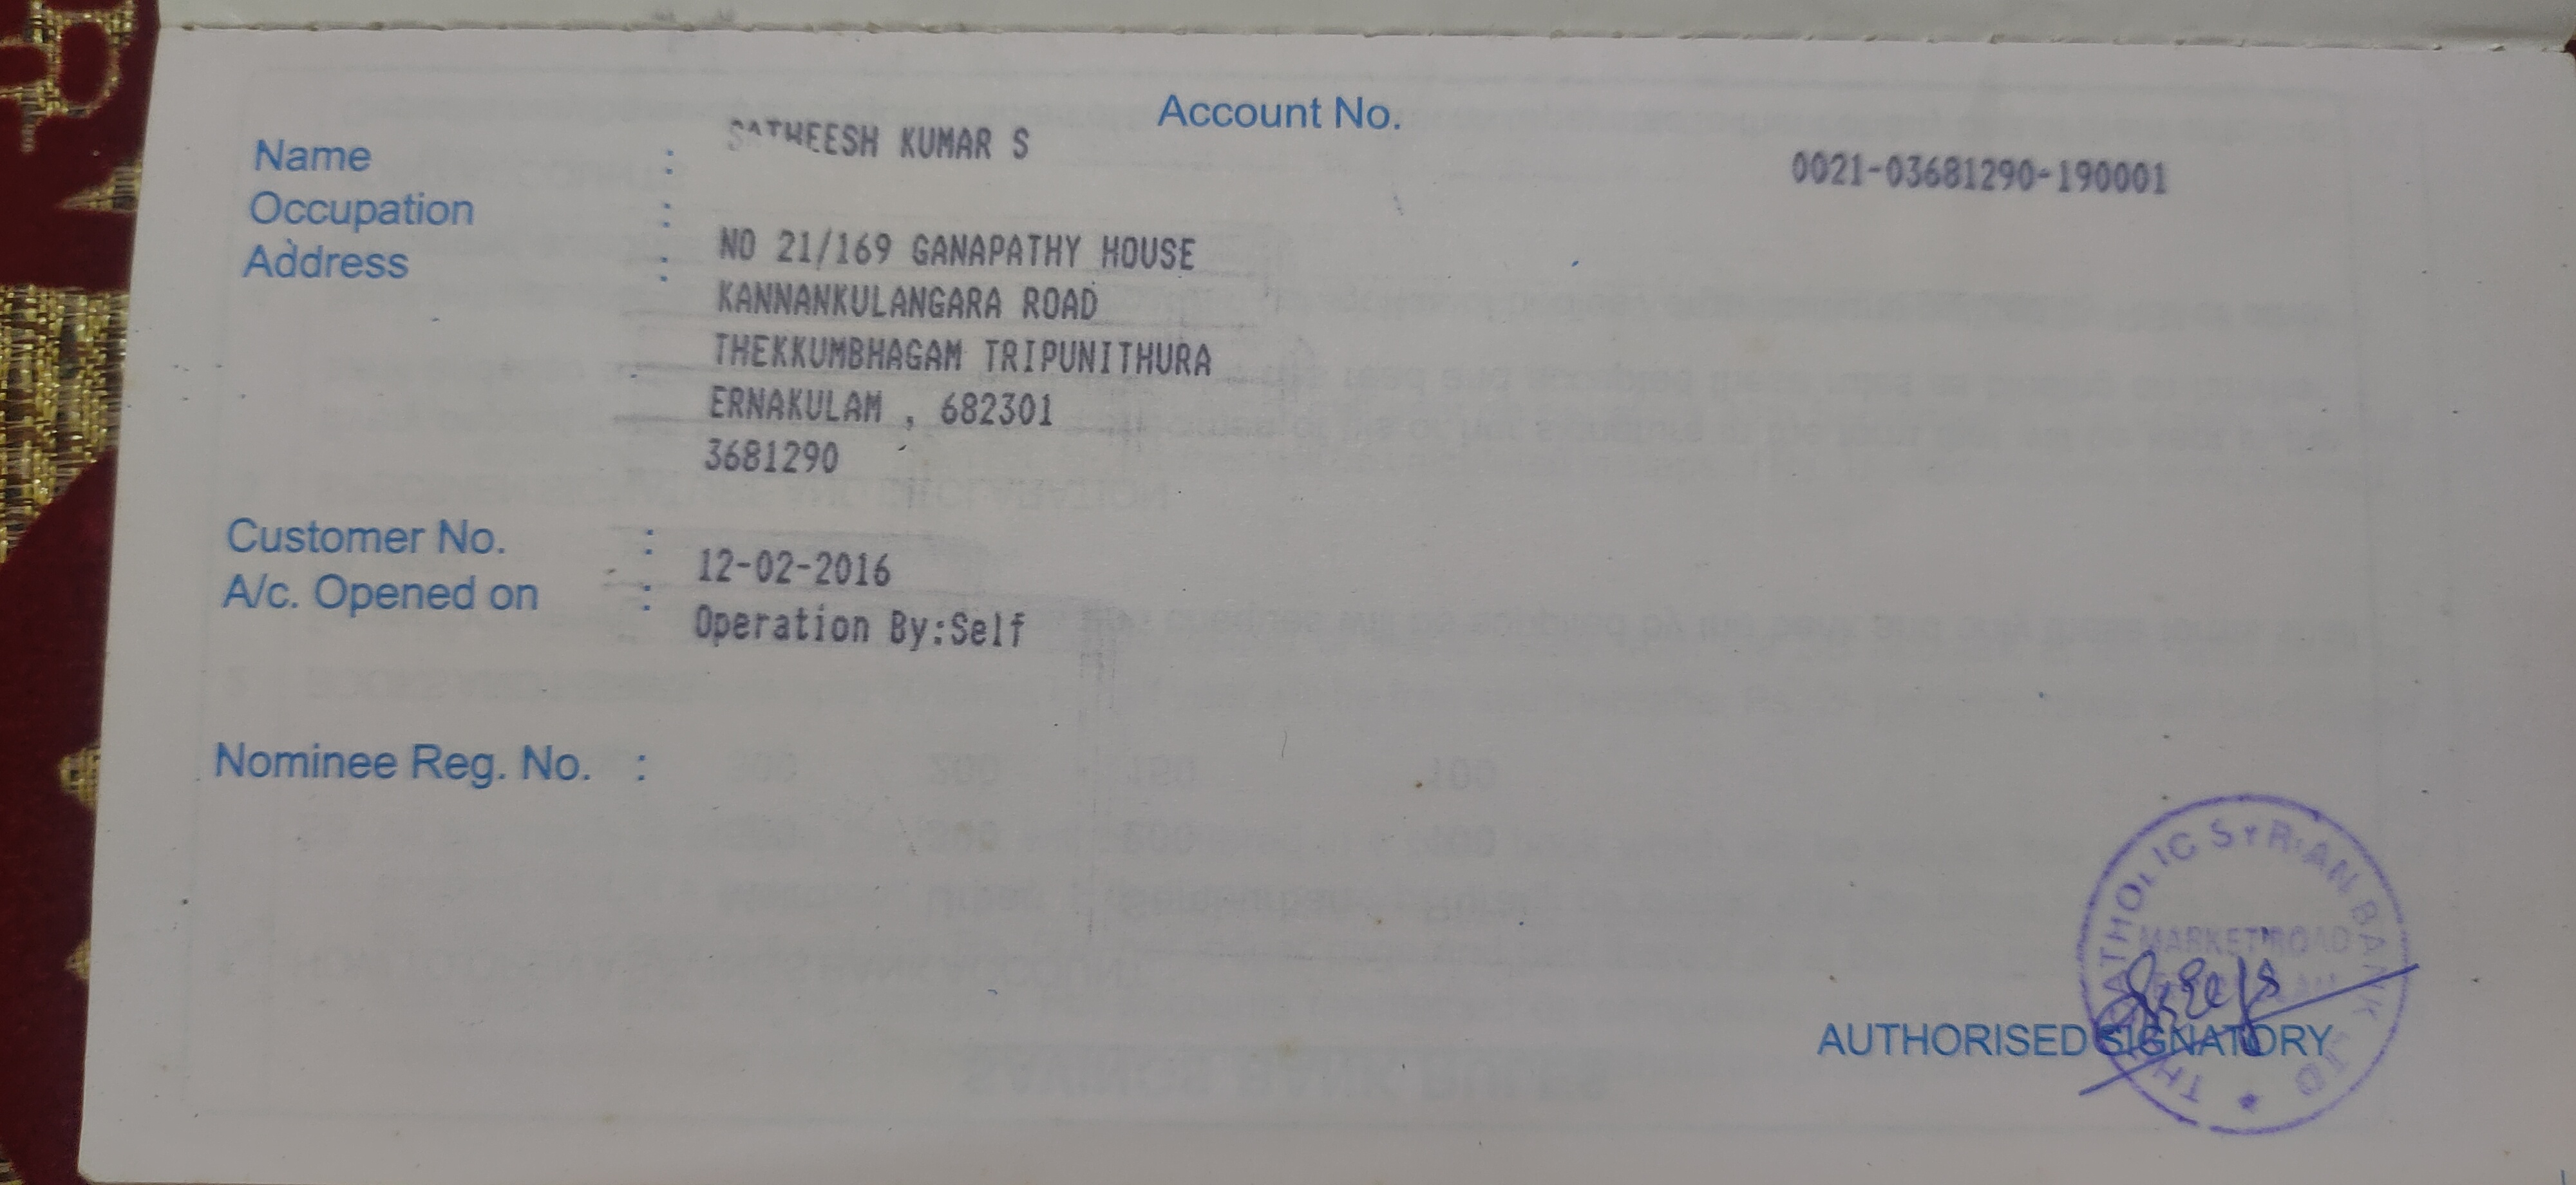 Account No.
Name : SATHEESH KUMAR S
0021-03681290-190001
Occupation :
Address : NO 21/169 GANAPATHY HOUSE
KANNANKULANGARA ROAD
THEKKUMBHAGAM TRIPUNITHURA
ERNAKULAM , 682301
3681290
Customer No. :
12-02-2016
A/c. Opened on :
Operation By:Self
Nominee Reg. No. :
THE CATHOLIC SYRIAN BANK LTD
MARKET ROAD
AUTHORISED SIGNATORY